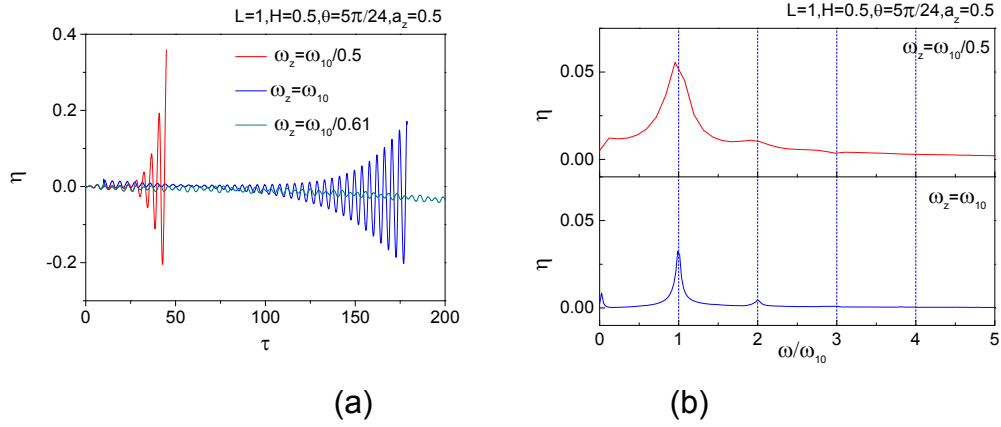 L=1,H=0.5,θ=5π/24,a_z=0.5
0.4
0.2
0.0
-0.2
η
ω_z=ω_10/0.5
ω_z=ω_10
ω_z=ω_10/0.61
0 50 100 150 200
τ
(a)
L=1,H=0.5,θ=5π/24,a_z=0.5
ω_z=ω_10/0.5
0.05
η
0.00
ω_z=ω_10
0.05
η
0.00
0 1 2 3 4 5
ω/ω_10
(b)